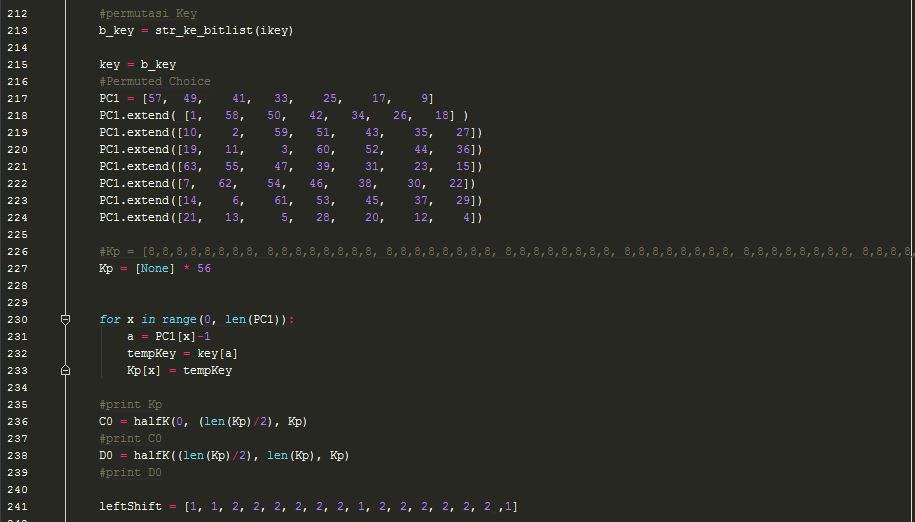 212 #permutasi Key
213 b_key = str_ke_bitlist(ikey)
214
215 key = b_key
216 #Permuted Choice
217 PC1 = [57, 49, 41, 33, 25, 17, 9]
218 PC1.extend( [1, 58, 50, 42, 34, 26, 18] )
219 PC1.extend([10, 2, 59, 51, 43, 35, 27])
220 PC1.extend([19, 11, 3, 60, 52, 44, 36])
221 PC1.extend([63, 55, 47, 39, 31, 23, 15])
222 PC1.extend([7, 62, 54, 46, 38, 30, 22])
223 PC1.extend([14, 6, 61, 53, 45, 37, 29])
224 PC1.extend([21, 13, 5, 28, 20, 12, 4])
225
226 #Kp = [8,8,8,8,8,8,8,8, 8,8,8,8,8,8,8,8, 8,8,8,8,8,8,8,8, 8,8,8,8,8,8,8,8, 8,8,8,8,8,8,8,8, 8,8,8,8,8,8,8,8, 8,8,8,8,
227 Kp = [None] * 56
228
229
230 for x in range(0, len(PC1)):
231 a = PC1[x]-1
232 tempKey = key[a]
233 Kp[x] = tempKey
234
235 #print Kp
236 C0 = halfK(0, (len(Kp)/2), Kp)
237 #print C0
238 D0 = halfK((len(Kp)/2), len(Kp), Kp)
239 #print D0
240
241 leftShift = [1, 1, 2, 2, 2, 2, 2, 2, 1, 2, 2, 2, 2, 2, 2 ,1]